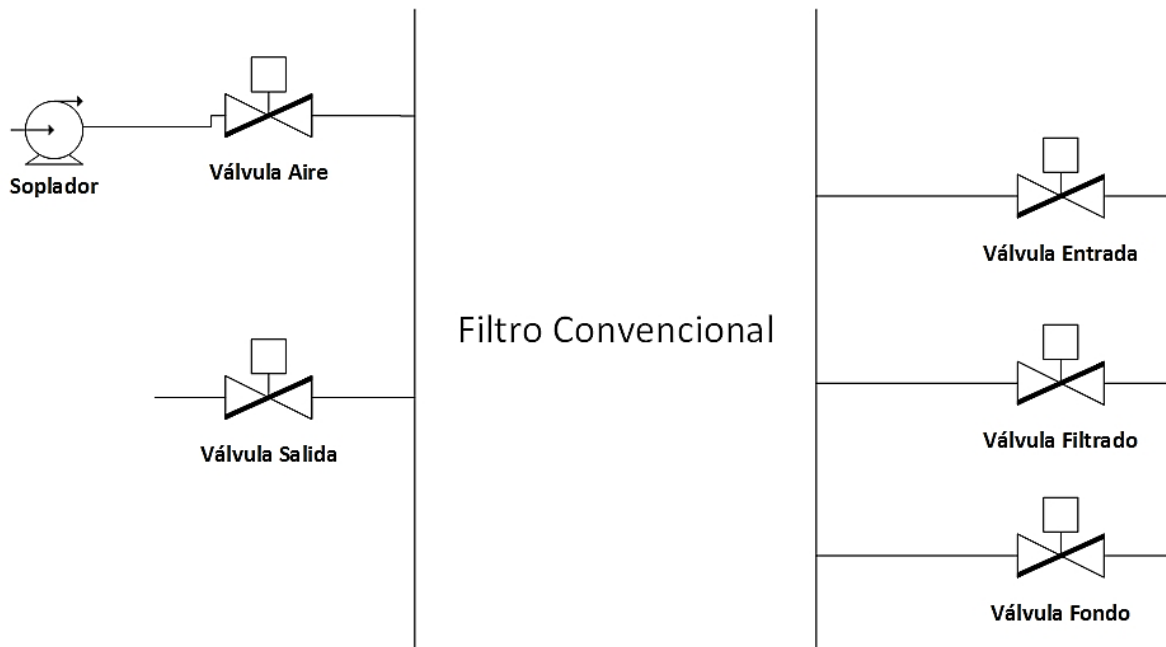 Válvula Aire
Soplador
Válvula Entrada
Filtro Convencional
Válvula Filtrado
Válvula Salida
Válvula Fondo